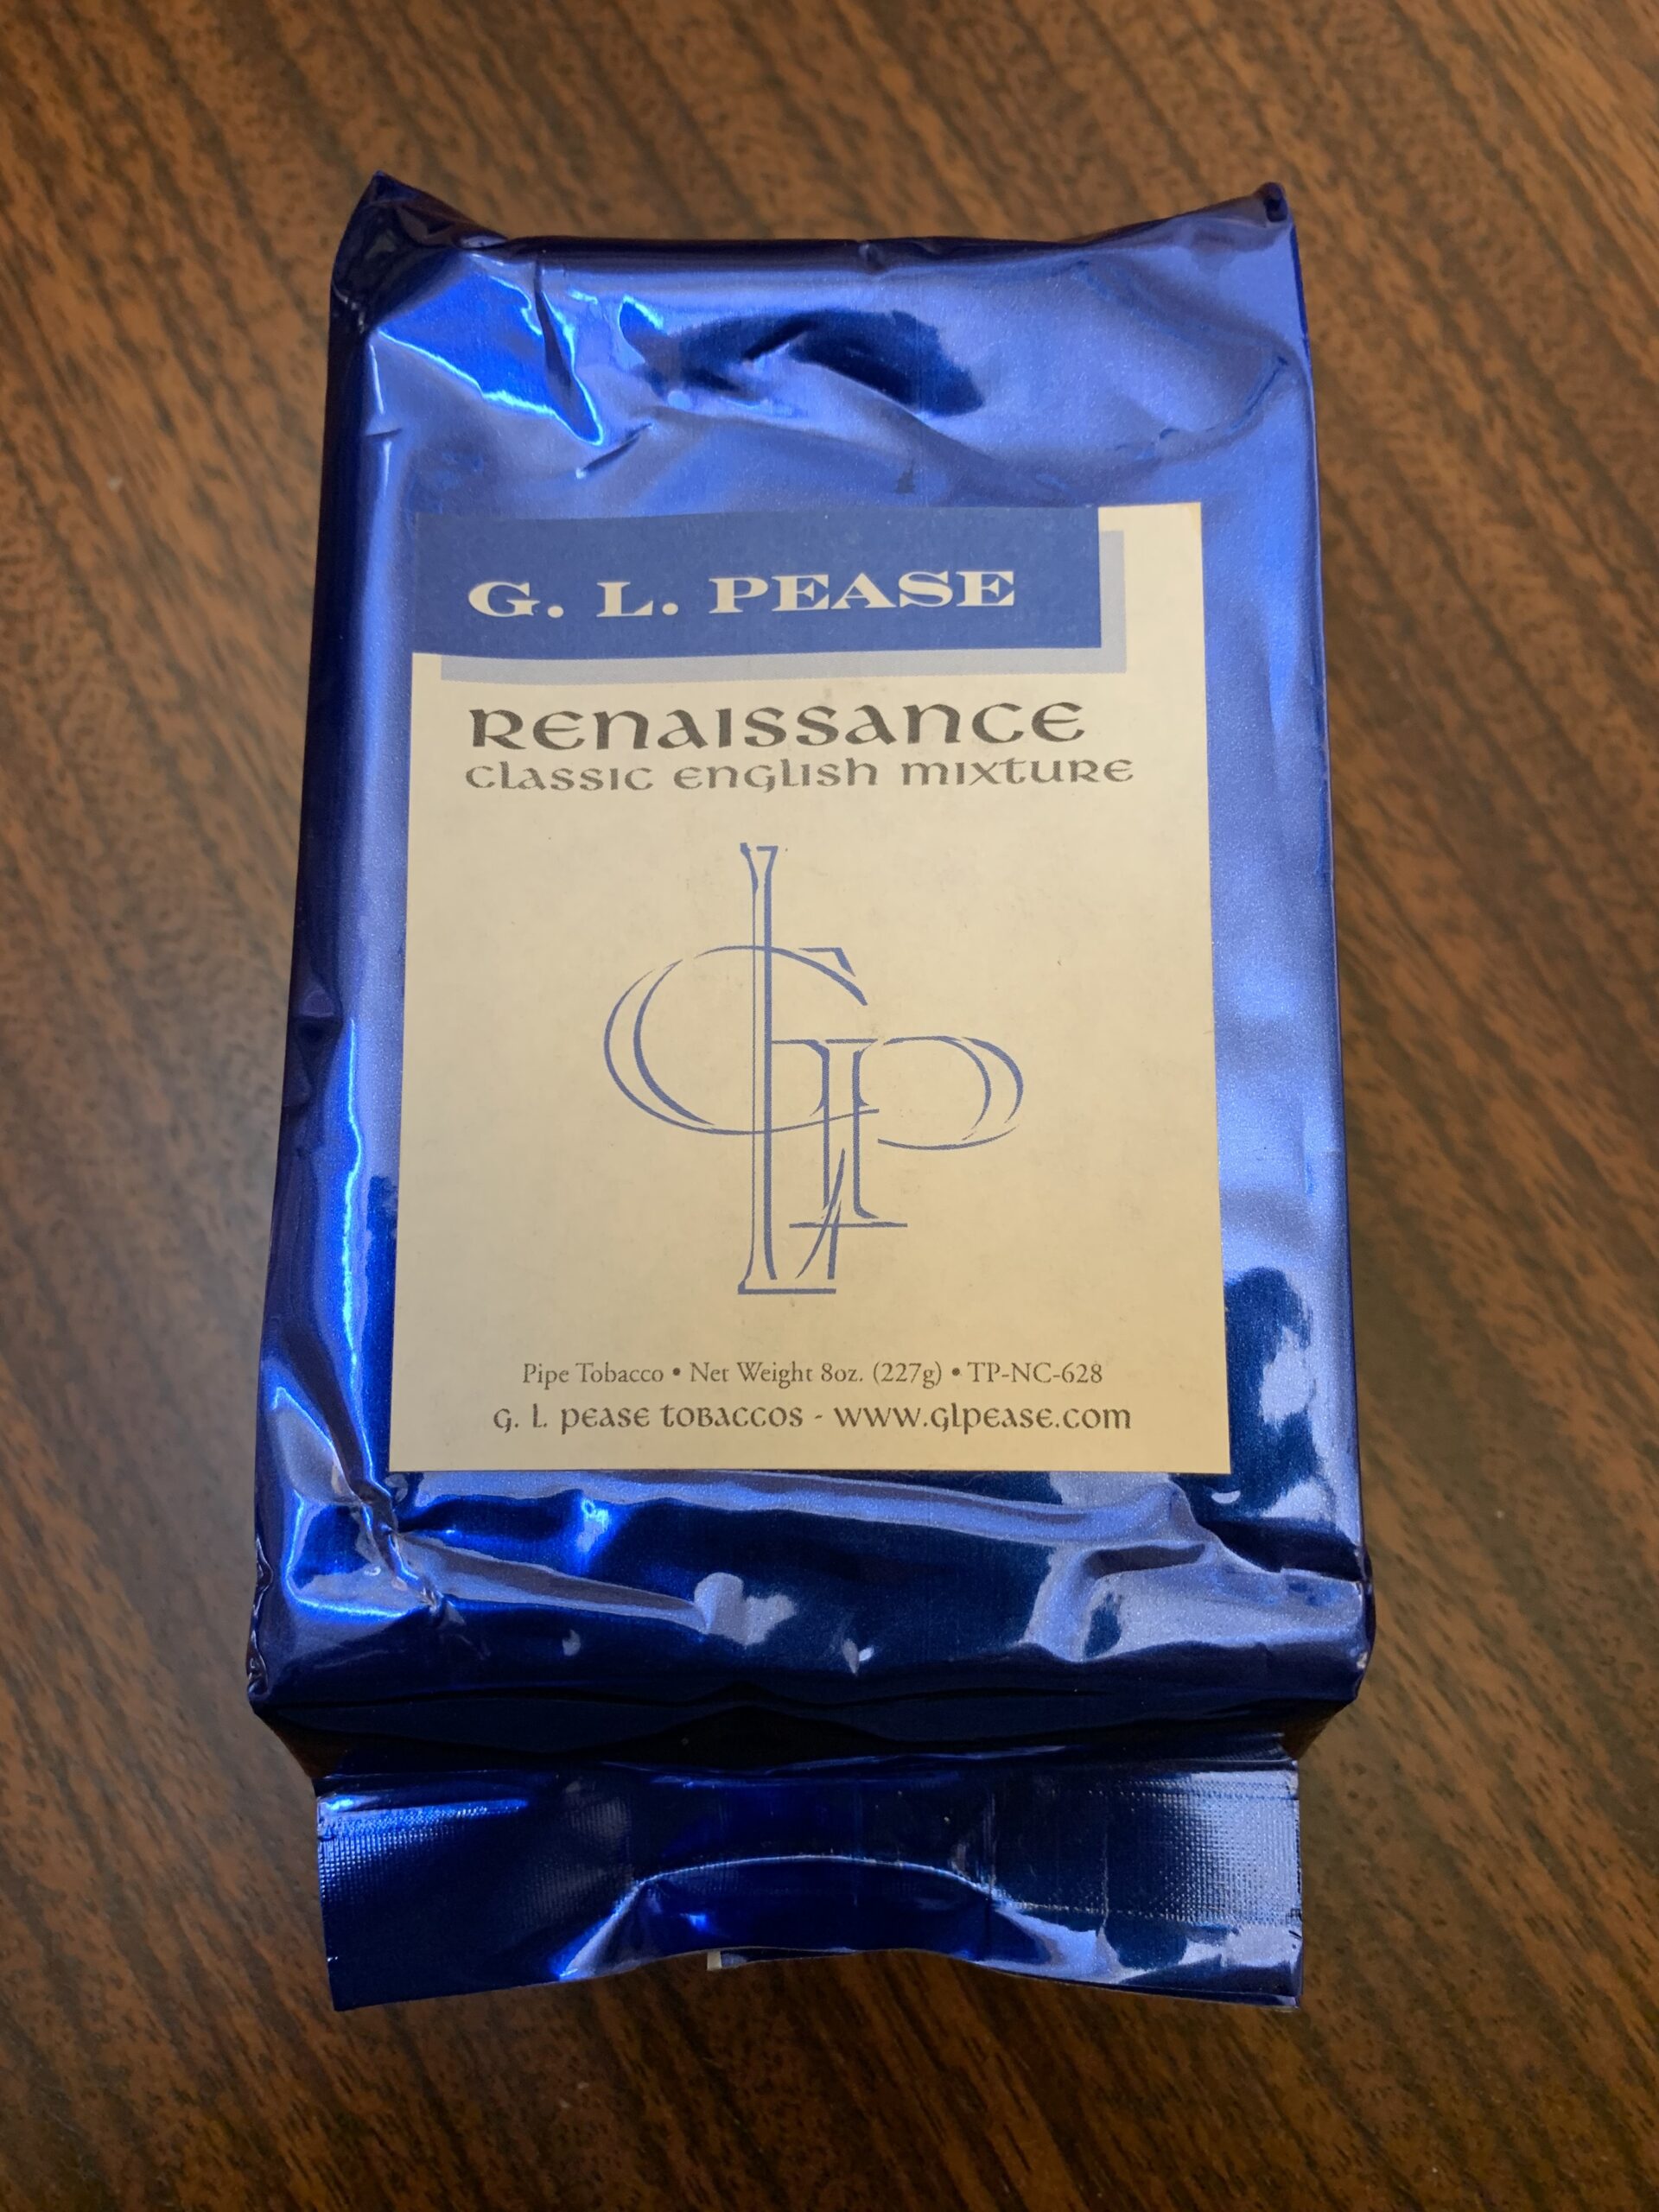 G. L. PEASE
RENAISSANCE
CLASSIC ENGLISH MIXTURE
GLP
Pipe Tobacco • Net Weight 8oz. (227g) • TP-NC-628
G. L. PEASE TOBACCOS - WWW.GLPEASE.COM